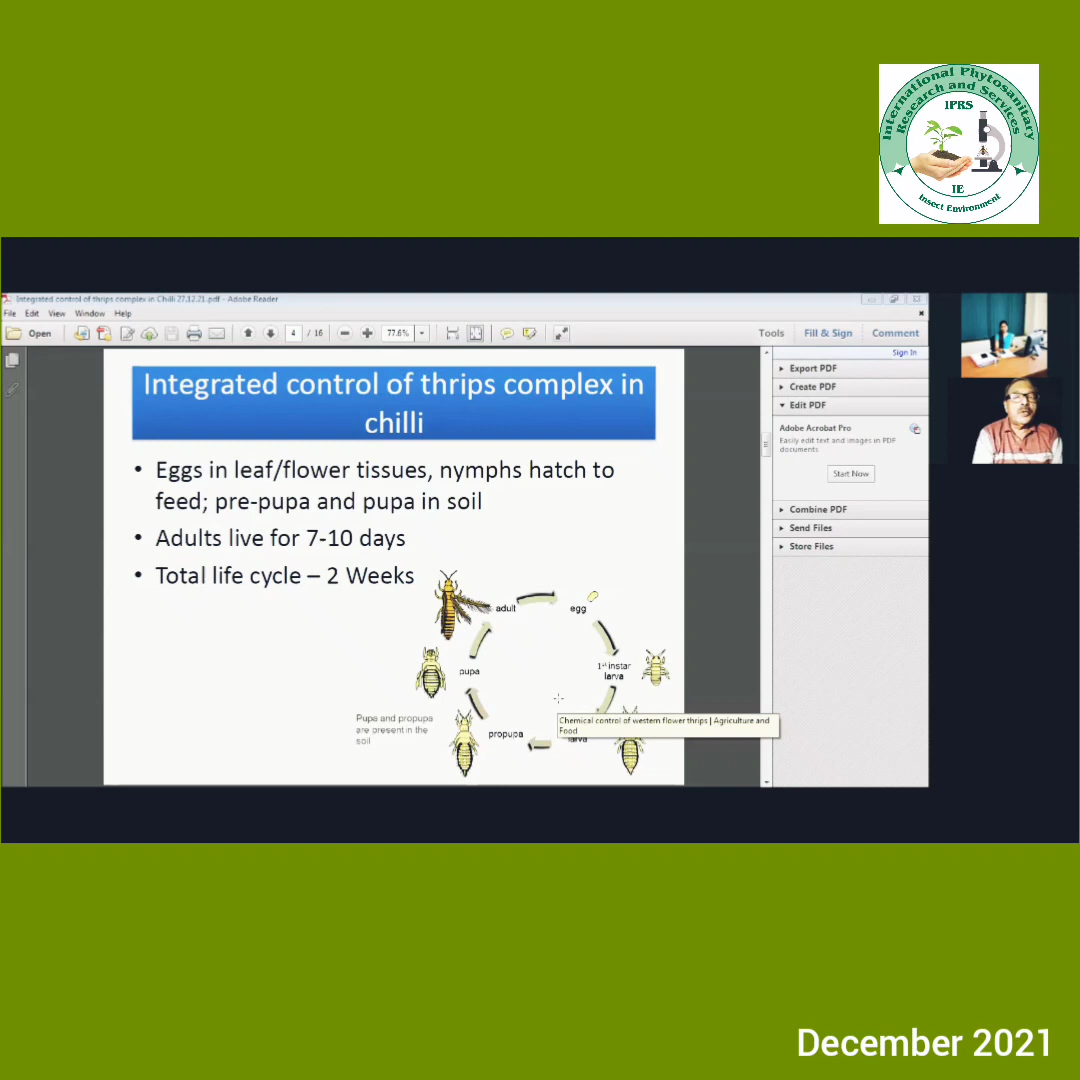 International Phytosanitary
Research and Services
IPRS
IE
Insect Environment
Integrated control of thrips complex in Chilli 27.12.21.pdf - Adobe Reader
File Edit View Window Help
Open 4 / 16 77.6% Tools Fill & Sign Comment
Sign In
Export PDF
Create PDF
Edit PDF
Adobe Acrobat Pro
Easily edit text and images in PDF
documents
Start Now
Combine PDF
Send Files
Store Files
Integrated control of thrips complex in
chilli
• Eggs in leaf/flower tissues, nymphs hatch to
feed; pre-pupa and pupa in soil
• Adults live for 7-10 days
• Total life cycle – 2 Weeks
adult
egg
1st instar
larva
pupa
propupa
larva
Pupa and propupa
are present in the
soil
Chemical control of western flower thrips | Agriculture and
Food
December 2021